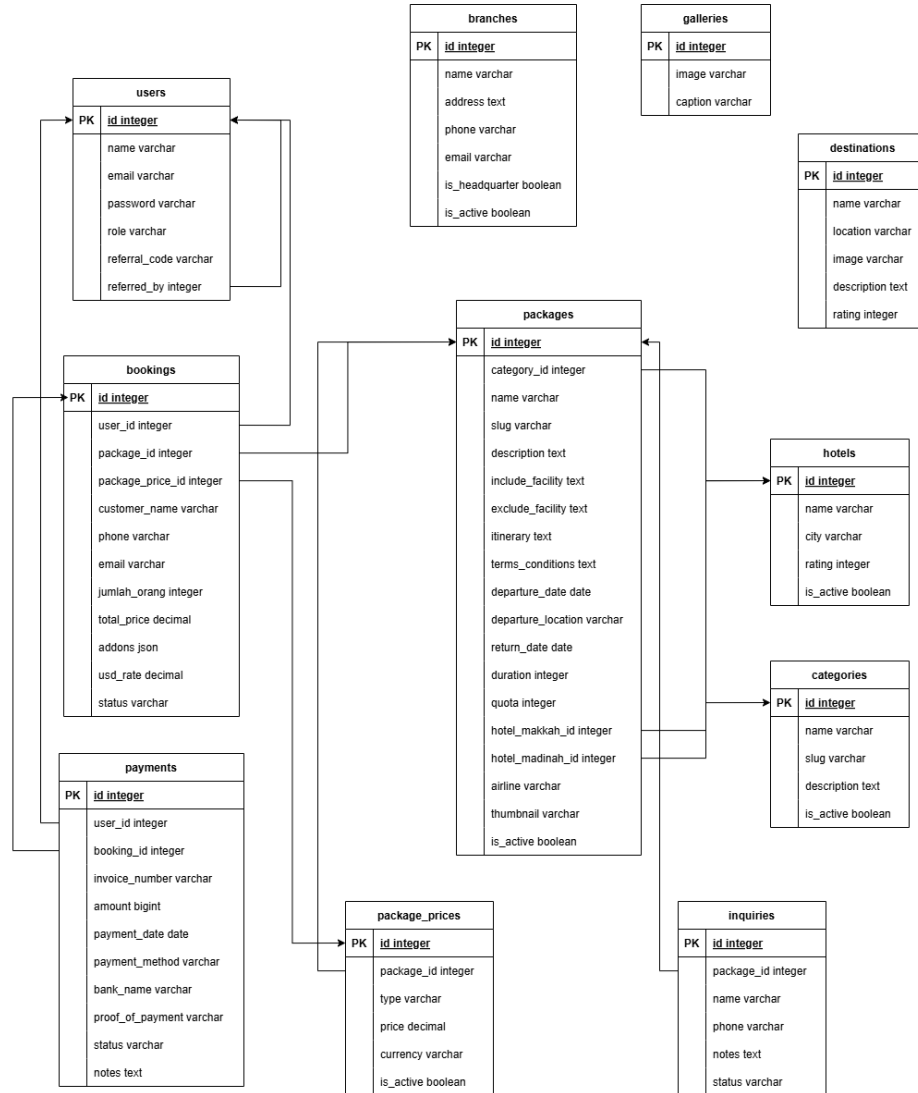 branches
PK id integer
name varchar
address text
phone varchar
email varchar
is_headquarter boolean
is_active boolean
galleries
PK id integer
image varchar
caption varchar
users
PK id integer
name varchar
email varchar
password varchar
role varchar
referral_code varchar
referred_by integer
destinations
PK id integer
name varchar
location varchar
image varchar
description text
rating integer
packages
PK id integer
category_id integer
name varchar
slug varchar
description text
include_facility text
exclude_facility text
itinerary text
terms_conditions text
departure_date date
departure_location varchar
return_date date
duration integer
quota integer
hotel_makkah_id integer
hotel_madinah_id integer
airline varchar
thumbnail varchar
is_active boolean
bookings
PK id integer
user_id integer
package_id integer
package_price_id integer
customer_name varchar
phone varchar
email varchar
jumlah_orang integer
total_price decimal
addons json
usd_rate decimal
status varchar
hotels
PK id integer
name varchar
city varchar
rating integer
is_active boolean
categories
PK id integer
name varchar
slug varchar
description text
is_active boolean
payments
PK id integer
user_id integer
booking_id integer
invoice_number varchar
amount bigint
payment_date date
payment_method varchar
bank_name varchar
proof_of_payment varchar
status varchar
notes text
package_prices
PK id integer
package_id integer
type varchar
price decimal
currency varchar
is_active boolean
inquiries
PK id integer
package_id integer
name varchar
phone varchar
notes text
status varchar